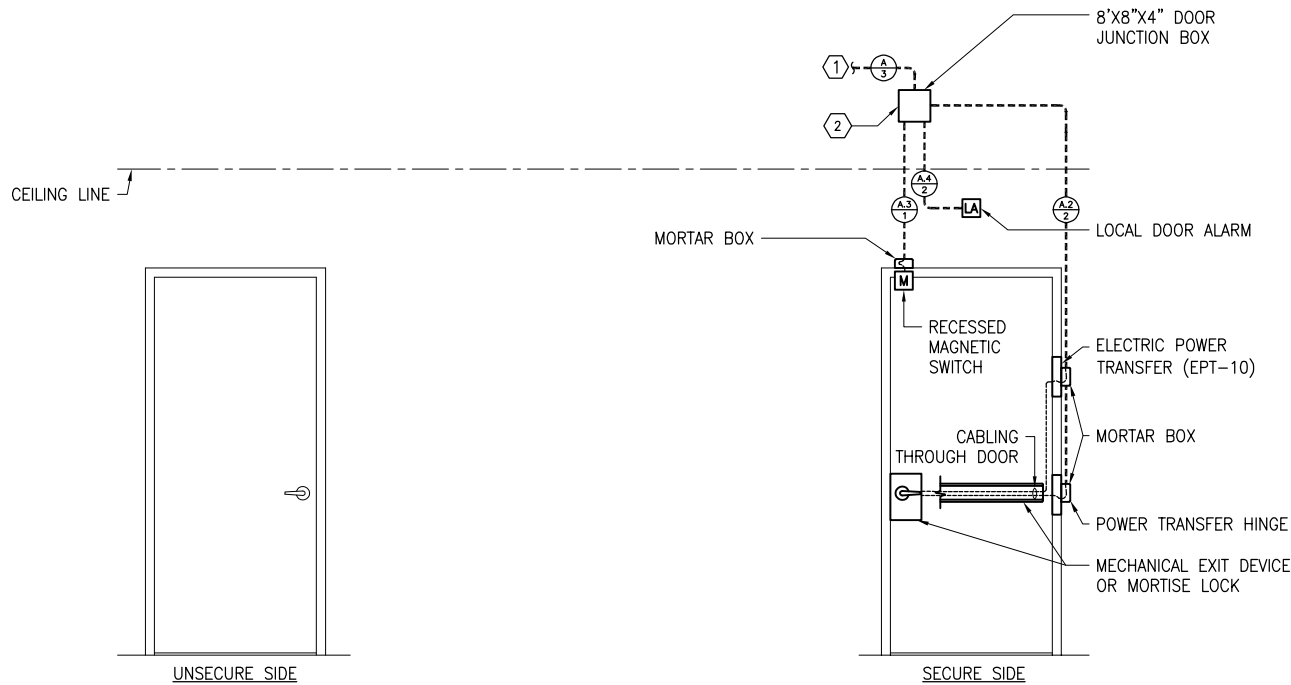 8'X8"X4" DOOR
JUNCTION BOX
1
A
3
2
CEILING LINE
A.4
2
A.3
1
LA
A.2
2
LOCAL DOOR ALARM
MORTAR BOX
M
RECESSED
MAGNETIC
SWITCH
ELECTRIC POWER
TRANSFER (EPT-10)
CABLING
THROUGH DOOR
MORTAR BOX
POWER TRANSFER HINGE
MECHANICAL EXIT DEVICE
OR MORTISE LOCK
UNSECURE SIDE
SECURE SIDE